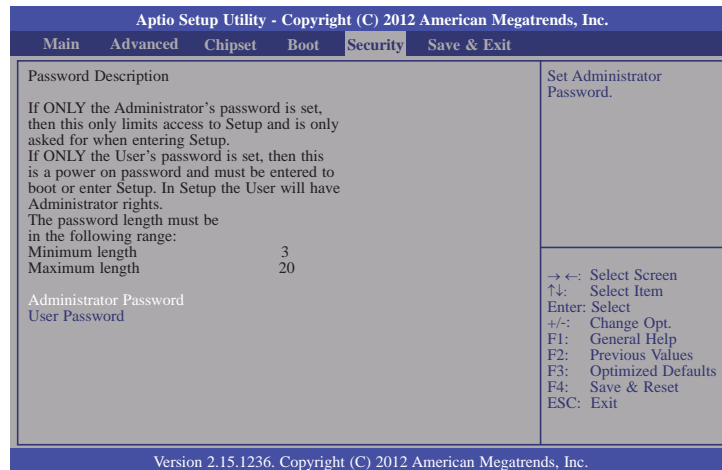 Aptio Setup Utility - Copyright (C) 2012 American Megatrends, Inc.
Main Advanced Chipset Boot Security Save & Exit
Password Description
If ONLY the Administrator's password is set,
then this only limits access to Setup and is only
asked for when entering Setup.
If ONLY the User's password is set, then this
is a power on password and must be entered to
boot or enter Setup. In Setup the User will have
Administrator rights.
The password length must be
in the following range:
Minimum length 3
Maximum length 20
Administrator Password
User Password
Set Administrator
Password.
→ ←: Select Screen
↑↓: Select Item
Enter: Select
+/-: Change Opt.
F1: General Help
F2: Previous Values
F3: Optimized Defaults
F4: Save & Reset
ESC: Exit
Version 2.15.1236. Copyright (C) 2012 American Megatrends, Inc.